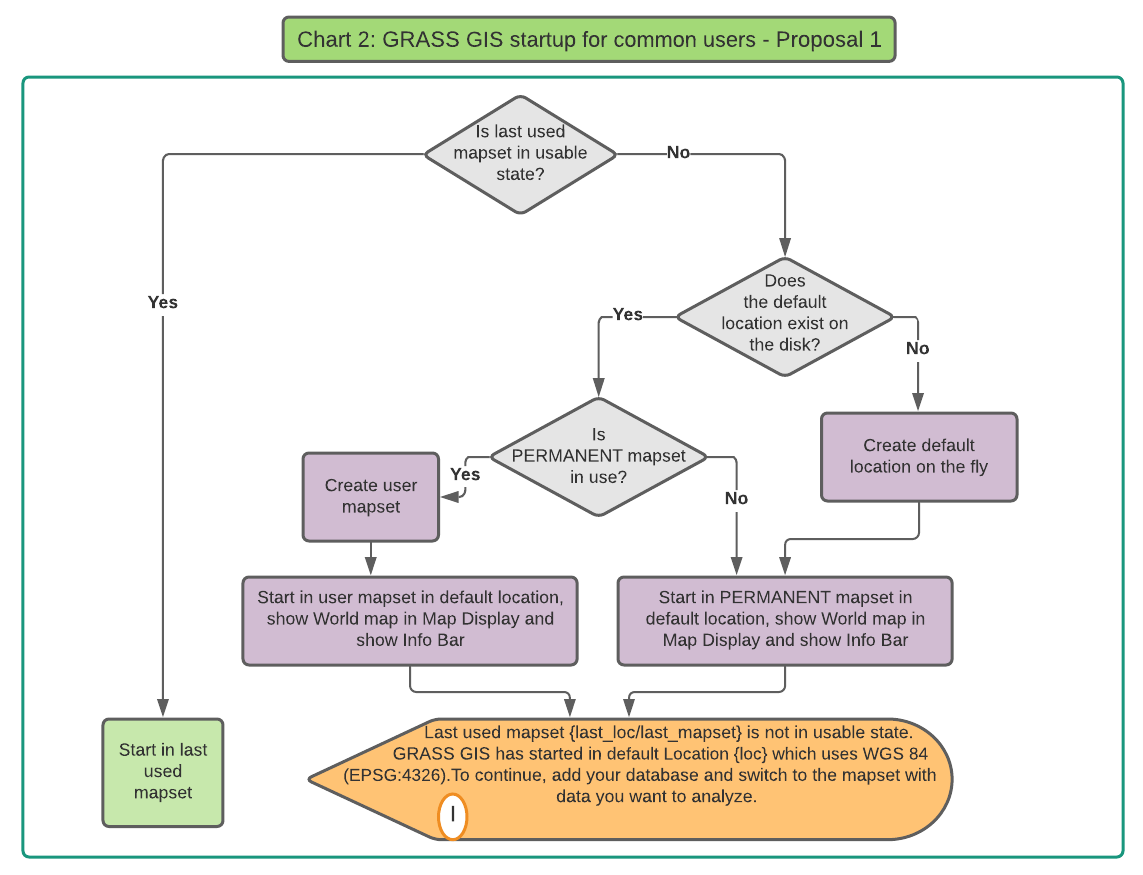 Chart 2: GRASS GIS startup for common users - Proposal 1
Is last used
mapset in usable
state?
No
Yes
Does
the default
location exist on
the disk?
Yes
No
Is
PERMANENT mapset
in use?
Yes
No
Create default
location on the fly
Create user
mapset
Start in user mapset in default location,
show World map in Map Display and
show Info Bar
Start in PERMANENT mapset in
default location, show World map in
Map Display and show Info Bar
Start in last
used
mapset
Last used mapset {last_loc/last_mapset} is not in usable state.
GRASS GIS has started in default Location {loc} which uses WGS 84
(EPSG:4326).To continue, add your database and switch to the mapset with
data you want to analyze.
I